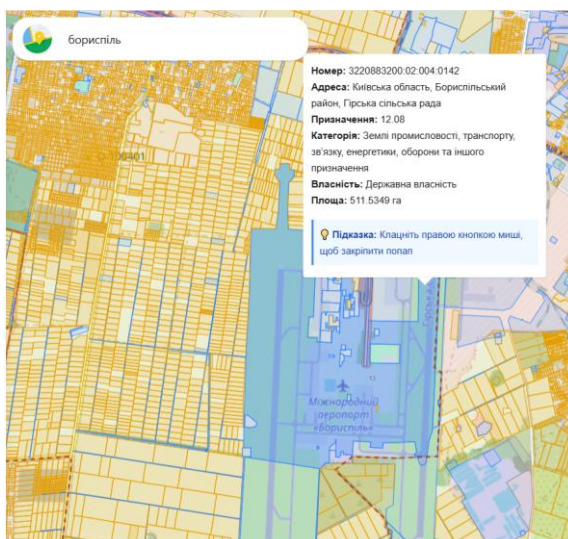 бориспіль
Номер: 3220883200:02:004:0142
Адреса: Київська область, Бориспільський
район, Гірська сільська рада
Призначення: 12.08
Категорія: Землі промисловості, транспорту,
зв'язку, енергетики, оборони та іншого
призначення
Власність: Державна власність
Площа: 511.5349 га
Підказка: Клацніть правою кнопкою миші,
щоб закріпити попап
Міжнародний
аеропорт
«Бориспіль»